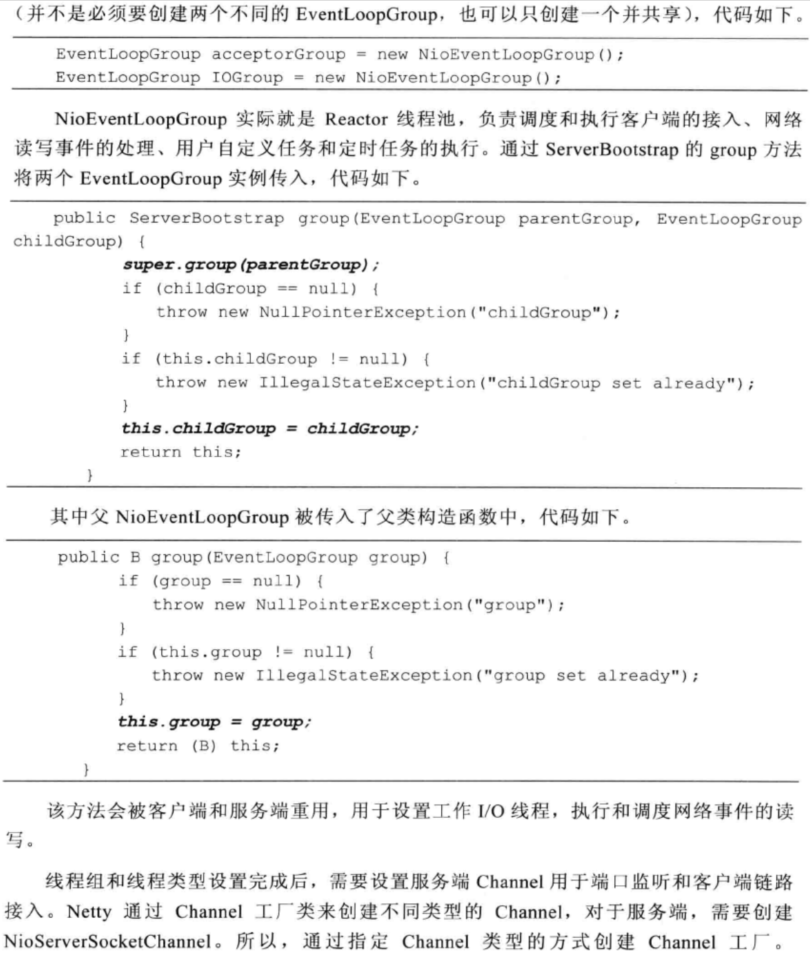 （并不是必须要创建两个不同的 EventLoopGroup，也可以只创建一个并共享），代码如下。
EventLoopGroup acceptorGroup = new NioEventLoopGroup();
EventLoopGroup IOGroup = new NioEventLoopGroup();
NioEventLoopGroup 实际就是 Reactor 线程池，负责调度和执行客户端的接入、网络
读写事件的处理、用户自定义任务和定时任务的执行。通过 ServerBootstrap 的 group 方法
将两个 EventLoopGroup 实例传入，代码如下。
public ServerBootstrap group(EventLoopGroup parentGroup, EventLoopGroup
childGroup) {
super.group(parentGroup);
if (childGroup == null) {
throw new NullPointerException("childGroup");
}
if (this.childGroup != null) {
throw new IllegalStateException("childGroup set already");
}
this.childGroup = childGroup;
return this;
}
其中父 NioEventLoopGroup 被传入了父类构造函数中，代码如下。
public B group(EventLoopGroup group) {
if (group == null) {
throw new NullPointerException("group");
}
if (this.group != null) {
throw new IllegalStateException("group set already");
}
this.group = group;
return (B) this;
}
该方法会被客户端和服务端重用，用于设置工作 I/O 线程，执行和调度网络事件的读
写。
线程组和线程类型设置完成后，需要设置服务端 Channel 用于端口监听和客户端链路
接入。Netty 通过 Channel 工厂类来创建不同类型的 Channel，对于服务端，需要创建
NioServerSocketChannel。所以，通过指定 Channel 类型的方式创建 Channel 工厂。